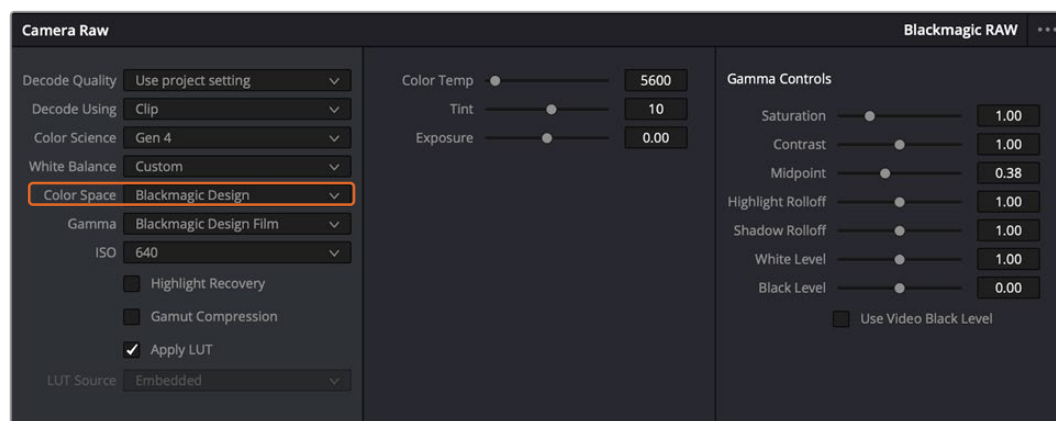 Camera Raw
Blackmagic RAW
Decode Quality Use project setting
Decode Using Clip
Color Science Gen 4
White Balance Custom
Color Space Blackmagic Design
Gamma Blackmagic Design Film
ISO 640
Highlight Recovery
Gamut Compression
Apply LUT
LUT Source Embedded
Color Temp 5600
Tint 10
Exposure 0.00
Gamma Controls
Saturation 1.00
Contrast 1.00
Midpoint 0.38
Highlight Rolloff 1.00
Shadow Rolloff 1.00
White Level 1.00
Black Level 0.00
Use Video Black Level